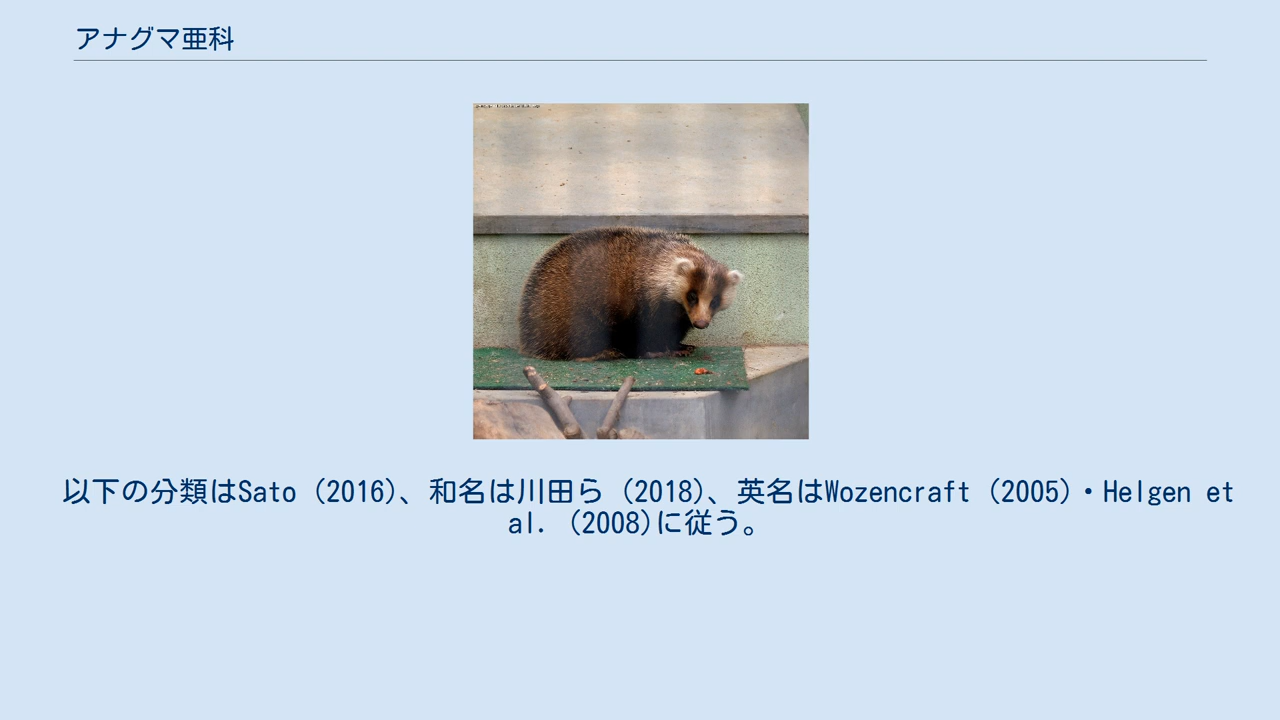 アナグマ亜科
以下の分類はSato (2016)、和名は川田ら (2018)、英名はWozencraft (2005)・Helgen et
al. (2008)に従う。